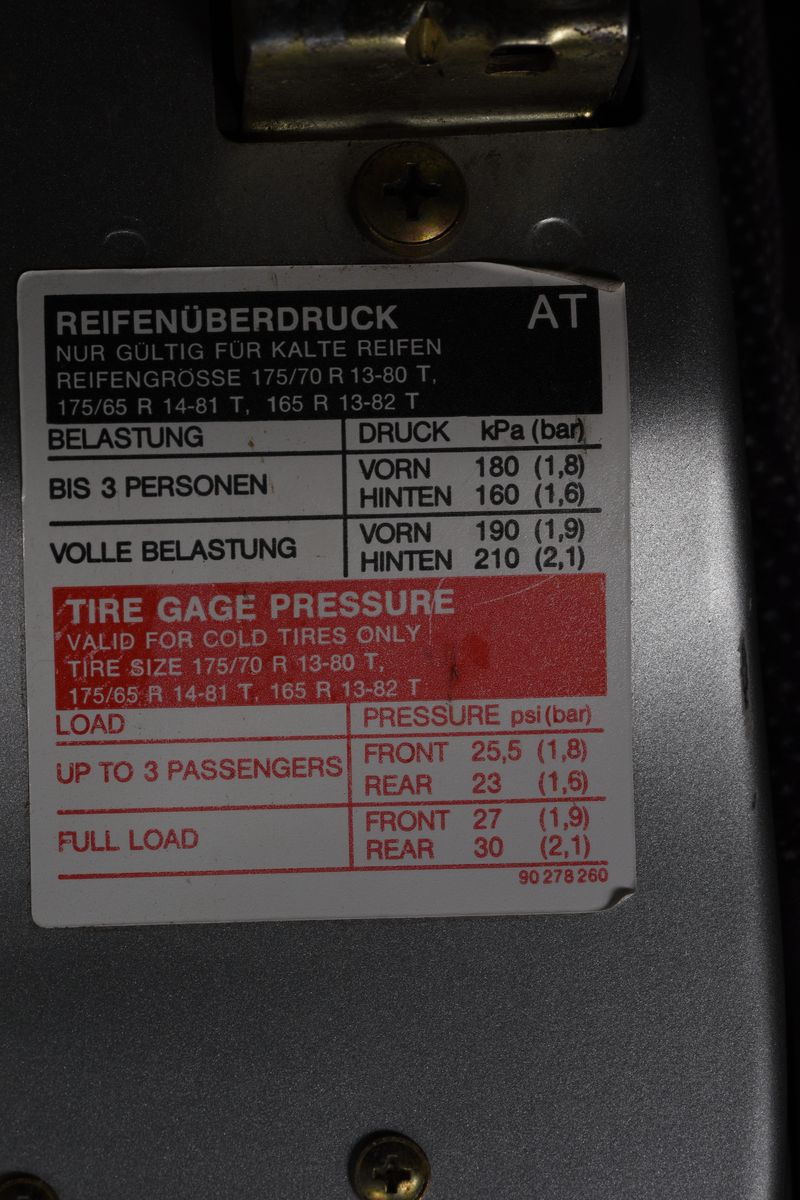 REIFENÜBERDRUCK AT
NUR GÜLTIG FÜR KALTE REIFEN
REIFENGRÖSSE 175/70 R 13-80 T,
175/65 R 14-81 T, 165 R 13-82 T
BELASTUNG DRUCK kPa (bar)
BIS 3 PERSONEN VORN 180 (1,8)
HINTEN 160 (1,6)
VOLLE BELASTUNG VORN 190 (1,9)
HINTEN 210 (2,1)
TIRE GAGE PRESSURE
VALID FOR COLD TIRES ONLY
TIRE SIZE 175/70 R 13-80 T,
175/65 R 14-81 T, 165 R 13-82 T
LOAD PRESSURE psi (bar)
UP TO 3 PASSENGERS FRONT 25,5 (1,8)
REAR 23 (1,6)
FULL LOAD FRONT 27 (1,9)
REAR 30 (2,1)
90 278 260